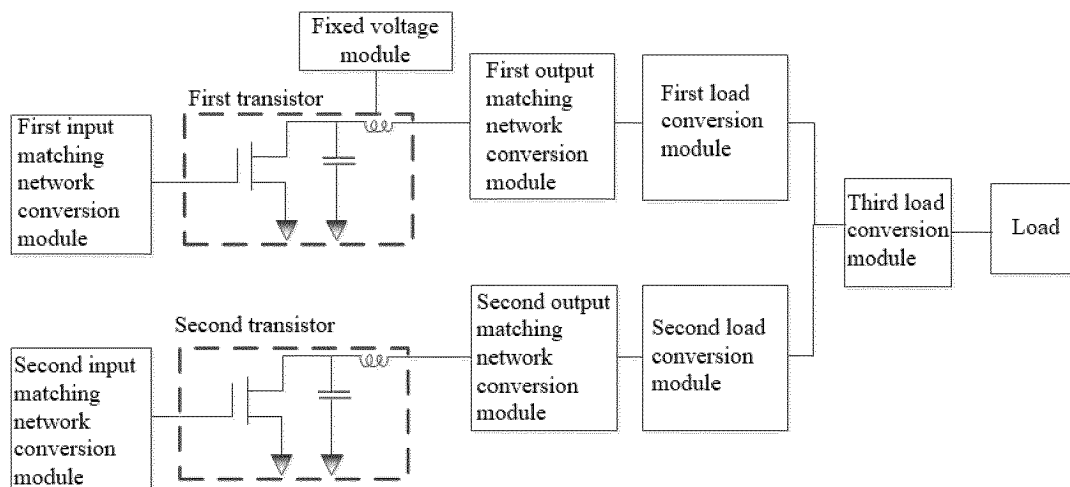 Fixed voltage
module
First transistor
First input
matching
network
conversion
module
First output
matching
network
conversion
module
First load
conversion
module
Third load
conversion
module
Load
Second transistor
Second input
matching
network
conversion
module
Second output
matching
network
conversion
module
Second load
conversion
module